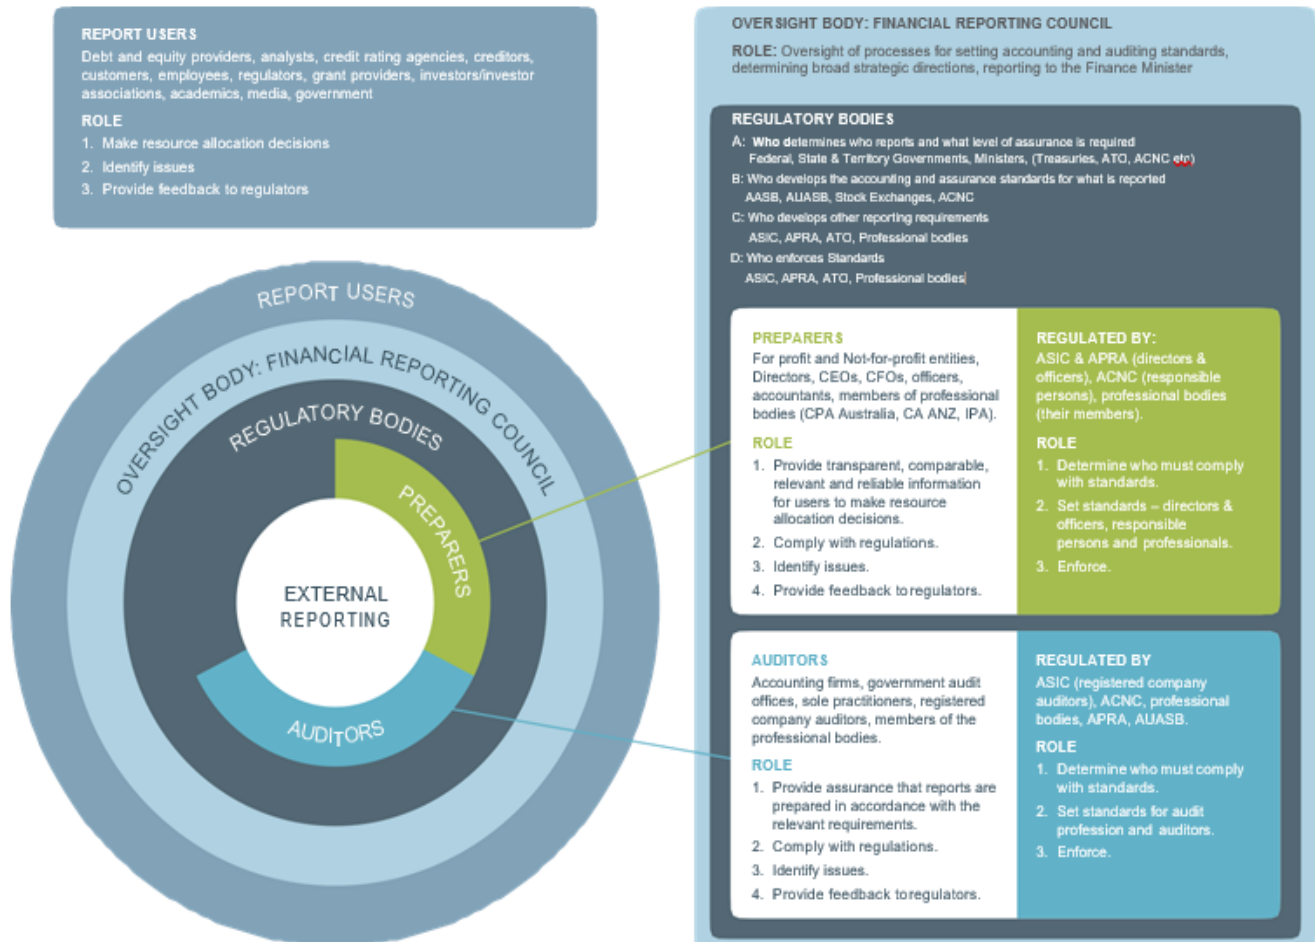 REPORT USERS
Debt and equity providers, analysts, credit rating agencies, creditors,
customers, employees, regulators, grant providers, investors/investor
associations, academics, media, government
ROLE
1. Make resource allocation decisions
2. Identify issues
3. Provide feedback to regulators
REPORT USERS
OVERSIGHT BODY: FINANCIAL REPORTING COUNCIL
REGULATORY BODIES
PREPARERS
EXTERNAL
REPORTING
AUDITORS
OVERSIGHT BODY: FINANCIAL REPORTING COUNCIL
ROLE: Oversight of processes for setting accounting and auditing standards,
determining broad strategic directions, reporting to the Finance Minister
REGULATORY BODIES
A: Who determines who reports and what level of assurance is required
Federal, State & Territory Governments, Ministers, (Treasuries, ATO, ACNC etc)
B: Who develops the accounting and assurance standards for what is reported
AASB, AUASB, Stock Exchanges, ACNC
C: Who develops other reporting requirements
ASIC, APRA, ATO, Professional bodies
D: Who enforces Standards
ASIC, APRA, ATO, Professional bodies
PREPARERS
For profit and Not-for-profit entities,
Directors, CEOs, CFOs, officers,
accountants, members of professional
bodies (CPA Australia, CA ANZ, IPA).
ROLE
1. Provide transparent, comparable,
relevant and reliable information
for users to make resource
allocation decisions.
2. Comply with regulations.
3. Identify issues.
4. Provide feedback to regulators.
REGULATED BY:
ASIC & APRA (directors &
officers), ACNC (responsible
persons), professional bodies
(their members).
ROLE
1. Determine who must comply
with standards.
2. Set standards – directors &
officers, responsible
persons and professionals.
3. Enforce.
AUDITORS
Accounting firms, government audit
offices, sole practitioners, registered
company auditors, members of the
professional bodies.
ROLE
1. Provide assurance that reports are
prepared in accordance with the
relevant requirements.
2. Comply with regulations.
3. Identify issues.
4. Provide feedback to regulators.
REGULATED BY
ASIC (registered company
auditors), ACNC, professional
bodies, APRA, AUASB.
ROLE
1. Determine who must comply
with standards.
2. Set standards for audit
profession and auditors.
3. Enforce.